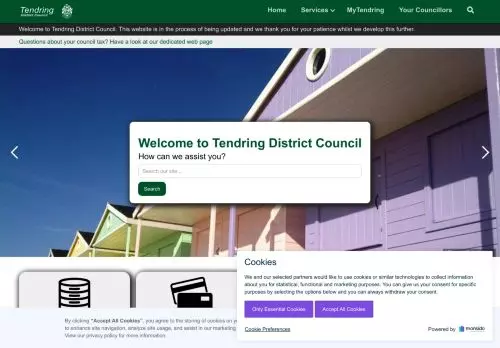 Tendring
District Council
Home
Services
MyTendring
Your Councillors
Welcome to Tendring District Council. This website is in the process of being updated and we thank you for your patience whilst we develop this further.
Questions about your council tax? Have a look at our dedicated web page
Welcome to Tendring District Council
How can we assist you?
Search our site...
Search
Cookies
We and our selected partners would like to use cookies or similar technologies to collect information
about you for statistical, functional and marketing purposes. You can give us your consent for specific
purposes by selecting the options below and you can always withdraw your consent.
Only Essential Cookies
Accept All Cookies
Cookie Preferences
Powered by monsido
By clicking “Accept All Cookies”, you agree to the storing of cookies on
to enhance site navigation, analyze site usage, and assist in our marketing
View our privacy policy for more information.